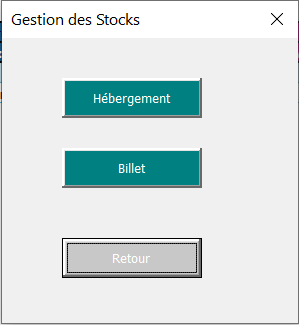 Gestion des Stocks
Hébergement
Billet
Retour